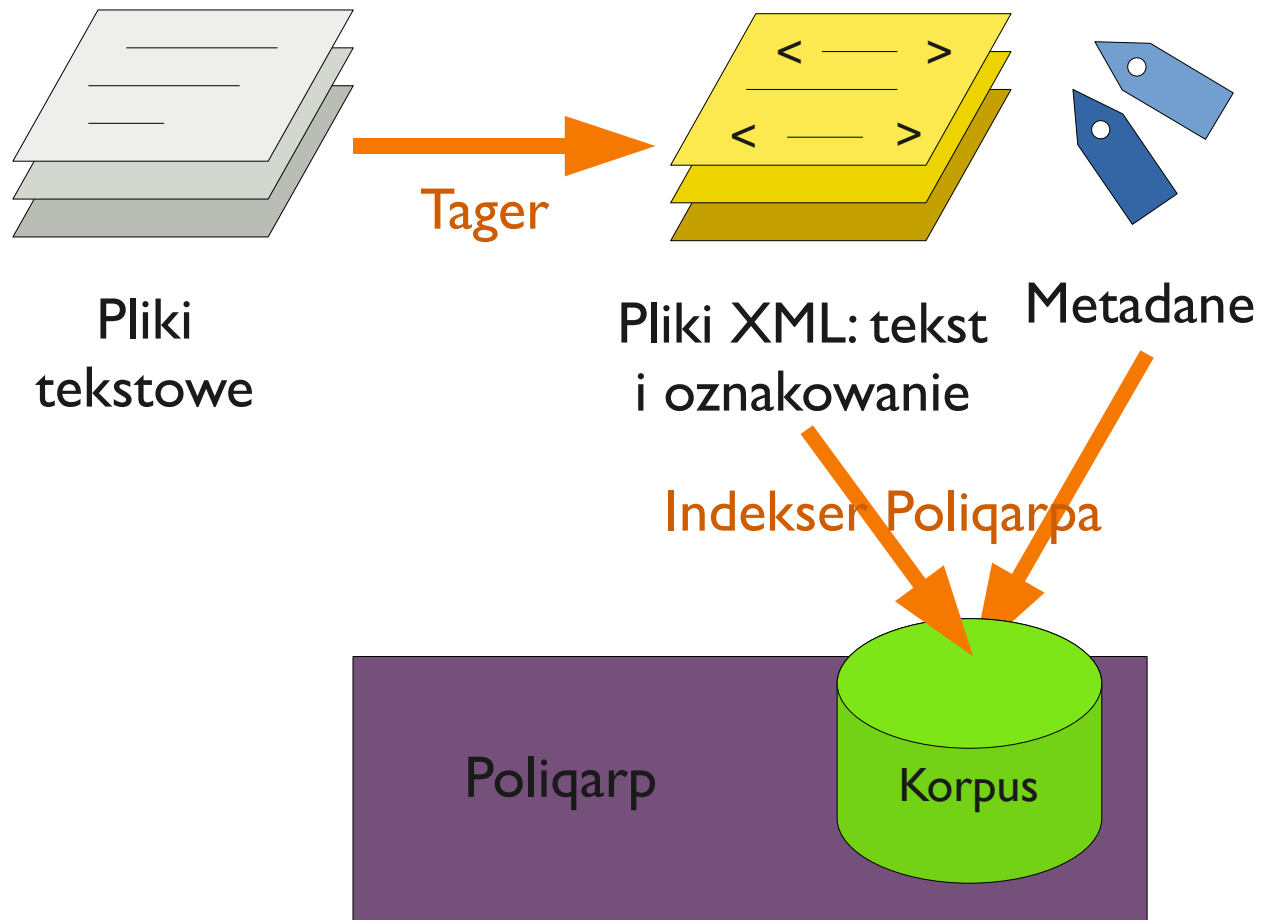 < >
< >
Tager
Pliki
tekstowe
Pliki XML: tekst
i oznakowanie
Metadane
Indekser Poliqarpa
Poliqarp
Korpus